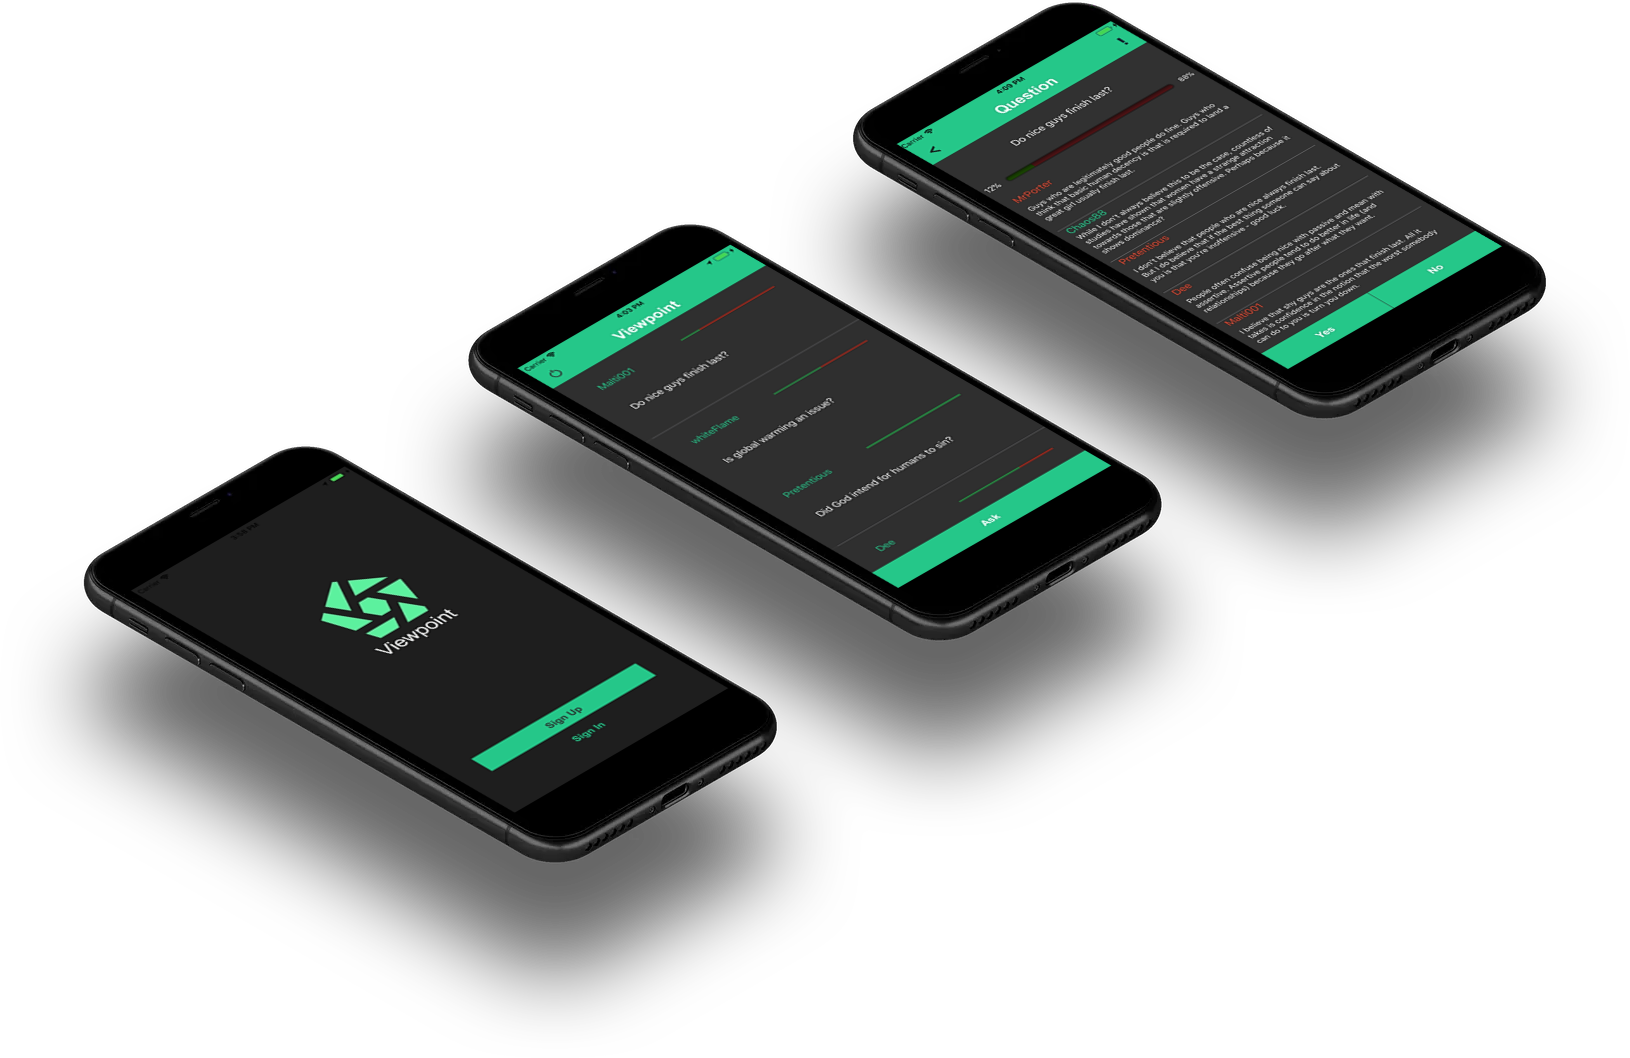 Carrier
3:58 PM
Viewpoint
Sign Up
Sign In
Carrier
4:03 PM
Viewpoint
Malti001
Do nice guys finish last?
whiteFlame
Is global warming an issue?
Pretentious
Did God intend for humans to sin?
Dee
Ask
Carrier
4:09 PM
Question
Do nice guys finish last?
12%
88%
MrPorter
Guys who are legitimately good people do fine. Guys who
think that basic human decency is that is required to land a
great girl usually finish last.
Chaos88
While I don't always believe this to be the case, countless of
studies have shown that women have a strange attraction
towards those that are slightly offensive. Perhaps because it
shows dominance?
Pretentious
I don't believe that people who are nice always finish last.
But I do believe that if the best thing someone can say about
you is that you're inoffensive - good luck.
Dee
People often confuse being nice with passive and mean with
assertive. Assertive people tend to do better in life (and
relationships) because they go after what they want.
Malti001
I believe that shy guys are the ones that finish last. All it
takes is confidence in the notion that the worst somebody
can do to you is turn you down.
Yes
No